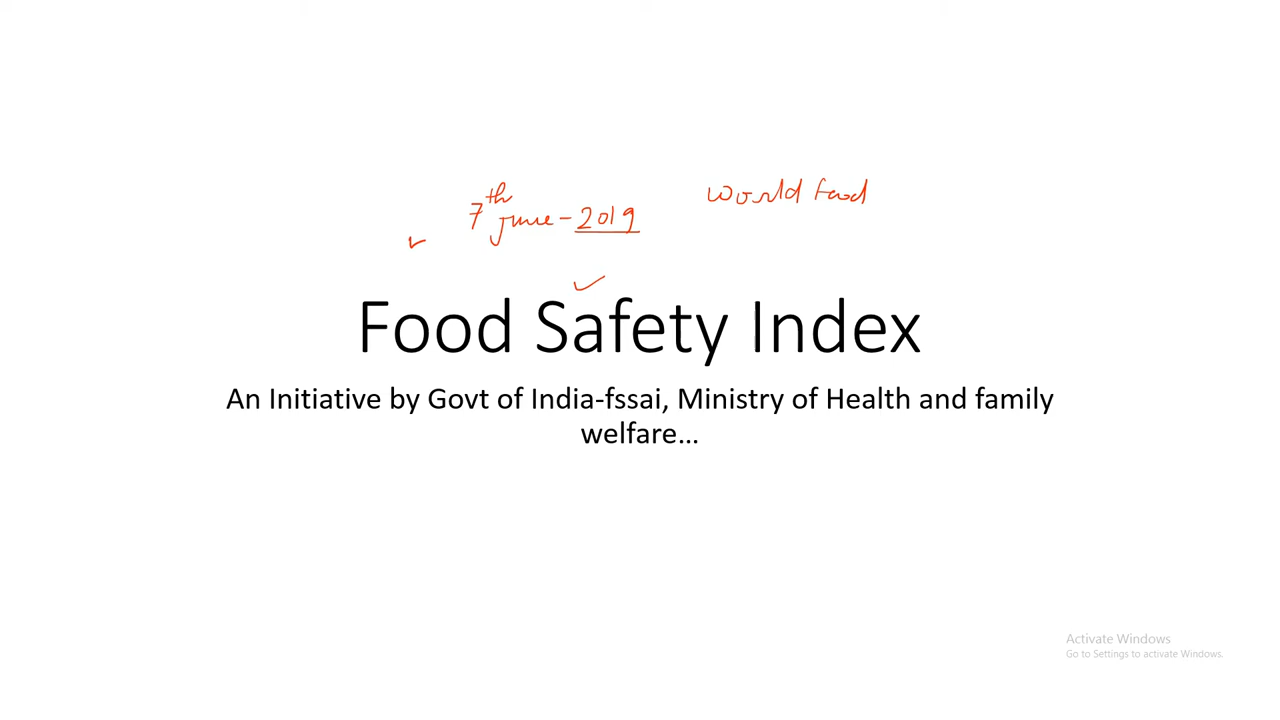 7th june - 2019
world food
Food Safety Index
An Initiative by Govt of India-fssai, Ministry of Health and family
welfare...
Activate Windows
Go to Settings to activate Windows.